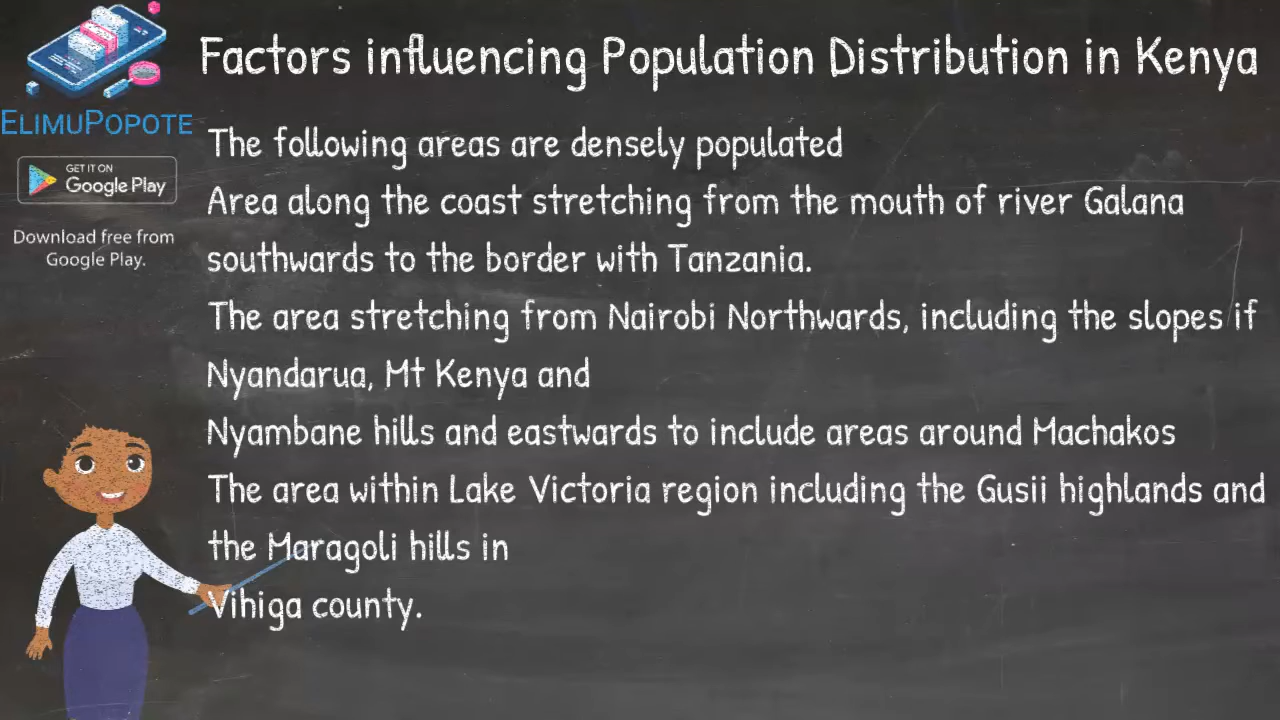 Factors influencing Population Distribution in Kenya
ELIMUPOPOTE
GET IT ON
Google Play
Download free from
Google Play.
The following areas are densely populated
Area along the coast stretching from the mouth of river Galana
southwards to the border with Tanzania.
The area stretching from Nairobi Northwards, including the slopes if
Nyandarua, Mt Kenya and
Nyambane hills and eastwards to include areas around Machakos
The area within Lake Victoria region including the Gusii highlands and
the Maragoli hills in
Vihiga county.